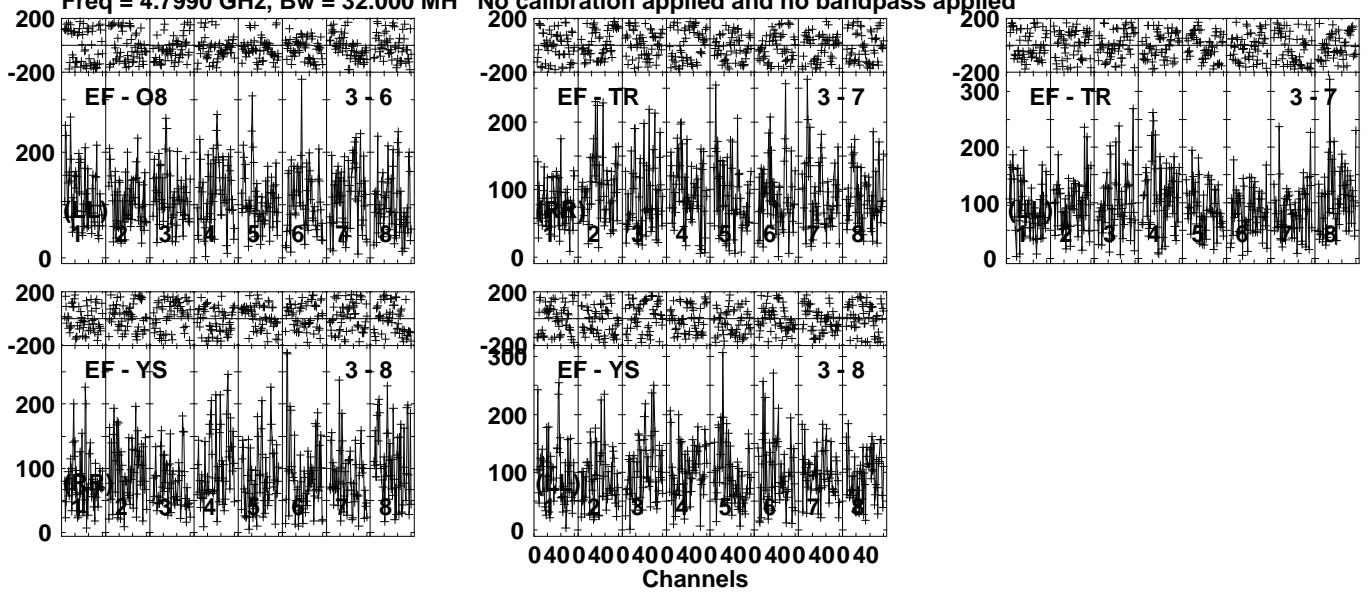 Freq = 4.7990 GHz, Bw = 32.000 MH No calibration applied and no bandpass applied
200
-200
EF - O8 3 - 6
200
(LL)
1 2 3 4 5 6 7 8
0
200
-200
EF - TR 3 - 7
200
100
(RR)
1 2 3 4 5 6 7 8
0
200
-200
300
EF - TR 3 - 7
200
100
(LL)
1 2 3 4 5 6 7 8
0
200
-200
EF - YS 3 - 8
200
100
(RR)
1 2 3 4 5 6 7 8
0
200
-200
300
EF - YS 3 - 8
200
100
(LL)
1 2 3 4 5 6 7 8
0
0 40 0 40 0 40 0 40 0 40 0 40 0 40 0 40
Channels